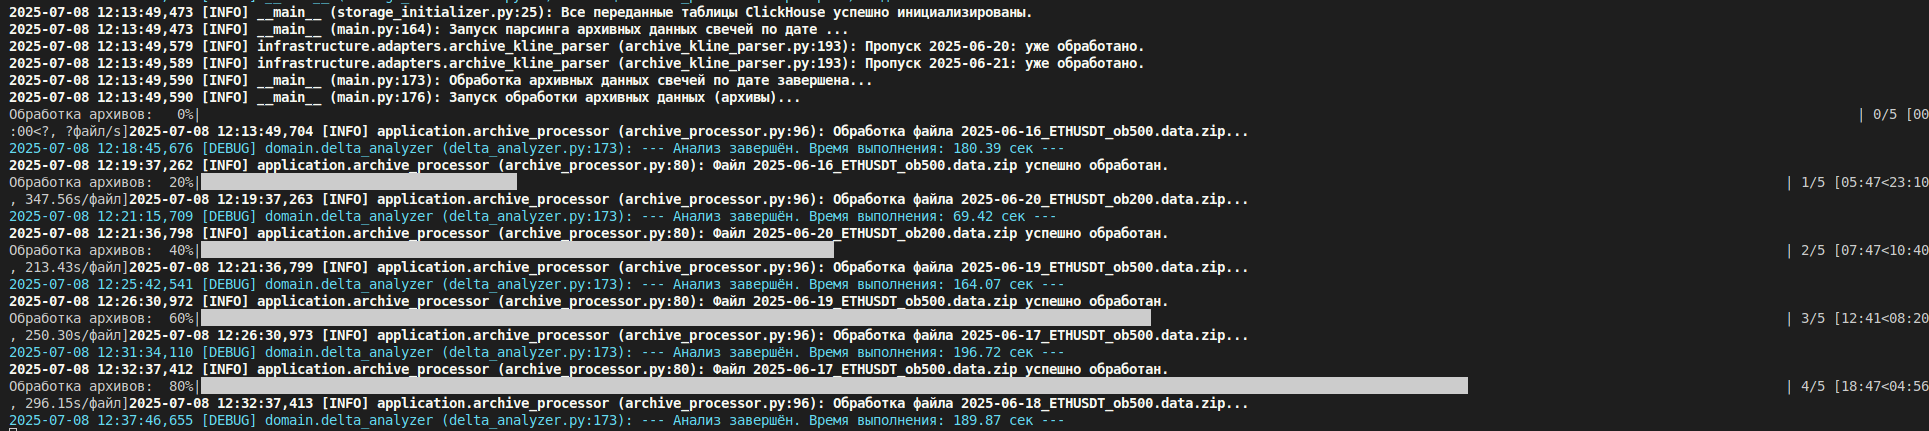 2025-07-08 12:13:49,473 [INFO] __main__ (storage_initializer.py:25): Все переданные таблицы ClickHouse успешно инициализированы.
2025-07-08 12:13:49,473 [INFO] __main__ (main.py:164): Запуск парсинга архивных данных свечей по дате ...
2025-07-08 12:13:49,579 [INFO] infrastructure.adapters.archive_kline_parser (archive_kline_parser.py:193): Пропуск 2025-06-20: уже обработано.
2025-07-08 12:13:49,589 [INFO] infrastructure.adapters.archive_kline_parser (archive_kline_parser.py:193): Пропуск 2025-06-21: уже обработано.
2025-07-08 12:13:49,590 [INFO] __main__ (main.py:173): Обработка архивных данных свечей по дате завершена...
2025-07-08 12:13:49,590 [INFO] __main__ (main.py:176): Запуск обработки архивных данных (архивы)...
Обработка архивов:   0%| | 0/5 [00
:00<?, ?файл/s]2025-07-08 12:13:49,704 [INFO] application.archive_processor (archive_processor.py:96): Обработка файла 2025-06-16_ETHUSDT_ob500.data.zip...
2025-07-08 12:18:45,676 [DEBUG] domain.delta_analyzer (delta_analyzer.py:173): --- Анализ завершён. Время выполнения: 180.39 сек ---
2025-07-08 12:19:37,262 [INFO] application.archive_processor (archive_processor.py:80): Файл 2025-06-16_ETHUSDT_ob500.data.zip успешно обработан.
Обработка архивов:  20%| | 1/5 [05:47<23:10
, 347.56s/файл]2025-07-08 12:19:37,263 [INFO] application.archive_processor (archive_processor.py:96): Обработка файла 2025-06-20_ETHUSDT_ob200.data.zip...
2025-07-08 12:21:15,709 [DEBUG] domain.delta_analyzer (delta_analyzer.py:173): --- Анализ завершён. Время выполнения: 69.42 сек ---
2025-07-08 12:21:36,798 [INFO] application.archive_processor (archive_processor.py:80): Файл 2025-06-20_ETHUSDT_ob200.data.zip успешно обработан.
Обработка архивов:  40%| | 2/5 [07:47<10:40
, 213.43s/файл]2025-07-08 12:21:36,799 [INFO] application.archive_processor (archive_processor.py:96): Обработка файла 2025-06-19_ETHUSDT_ob500.data.zip...
2025-07-08 12:25:42,541 [DEBUG] domain.delta_analyzer (delta_analyzer.py:173): --- Анализ завершён. Время выполнения: 164.07 сек ---
2025-07-08 12:26:30,972 [INFO] application.archive_processor (archive_processor.py:80): Файл 2025-06-19_ETHUSDT_ob500.data.zip успешно обработан.
Обработка архивов:  60%| | 3/5 [12:41<08:20
, 250.30s/файл]2025-07-08 12:26:30,973 [INFO] application.archive_processor (archive_processor.py:96): Обработка файла 2025-06-17_ETHUSDT_ob500.data.zip...
2025-07-08 12:31:34,110 [DEBUG] domain.delta_analyzer (delta_analyzer.py:173): --- Анализ завершён. Время выполнения: 196.72 сек ---
2025-07-08 12:32:37,412 [INFO] application.archive_processor (archive_processor.py:80): Файл 2025-06-17_ETHUSDT_ob500.data.zip успешно обработан.
Обработка архивов:  80%| | 4/5 [18:47<04:56
, 296.15s/файл]2025-07-08 12:32:37,413 [INFO] application.archive_processor (archive_processor.py:96): Обработка файла 2025-06-18_ETHUSDT_ob500.data.zip...
2025-07-08 12:37:46,655 [DEBUG] domain.delta_analyzer (delta_analyzer.py:173): --- Анализ завершён. Время выполнения: 189.87 сек ---